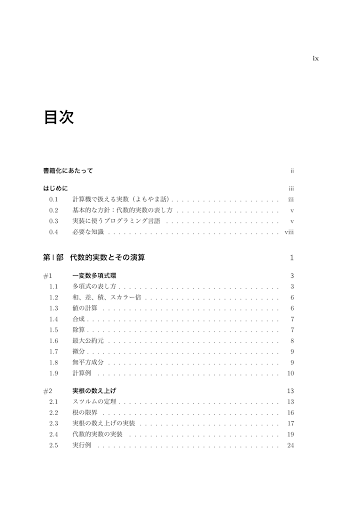 ix
目次
書籍化にあたって ii
はじめに iii
0.1 計算機で扱える実数（よもやま話） . . . . . . . . . . . . . . . . . . . . . iii
0.2 基本的な方針：代数的実数の表し方 . . . . . . . . . . . . . . . . . . . . . v
0.3 実装に使うプログラミング言語 . . . . . . . . . . . . . . . . . . . . . . . v
0.4 必要な知識 . . . . . . . . . . . . . . . . . . . . . . . . . . . . . . . . . viii
第I部 代数的実数とその演算 1
#1 一変数多項式環 3
1.1 多項式の表し方 . . . . . . . . . . . . . . . . . . . . . . . . . . . . . . . 3
1.2 和、差、積、スカラー倍 . . . . . . . . . . . . . . . . . . . . . . . . . . 6
1.3 値の計算 . . . . . . . . . . . . . . . . . . . . . . . . . . . . . . . . . . 6
1.4 合成 . . . . . . . . . . . . . . . . . . . . . . . . . . . . . . . . . . . . 7
1.5 除算 . . . . . . . . . . . . . . . . . . . . . . . . . . . . . . . . . . . . 7
1.6 最大公約元 . . . . . . . . . . . . . . . . . . . . . . . . . . . . . . . . . 8
1.7 微分 . . . . . . . . . . . . . . . . . . . . . . . . . . . . . . . . . . . . 9
1.8 無平方成分 . . . . . . . . . . . . . . . . . . . . . . . . . . . . . . . . . 9
1.9 計算例 . . . . . . . . . . . . . . . . . . . . . . . . . . . . . . . . . . . 10
#2 実根の数え上げ 13
2.1 スツルムの定理 . . . . . . . . . . . . . . . . . . . . . . . . . . . . . . . 13
2.2 根の限界 . . . . . . . . . . . . . . . . . . . . . . . . . . . . . . . . . . 16
2.3 実根の数え上げの実装 . . . . . . . . . . . . . . . . . . . . . . . . . . . 17
2.4 代数的実数の実装 . . . . . . . . . . . . . . . . . . . . . . . . . . . . . . 19
2.5 実行例 . . . . . . . . . . . . . . . . . . . . . . . . . . . . . . . . . . . 24